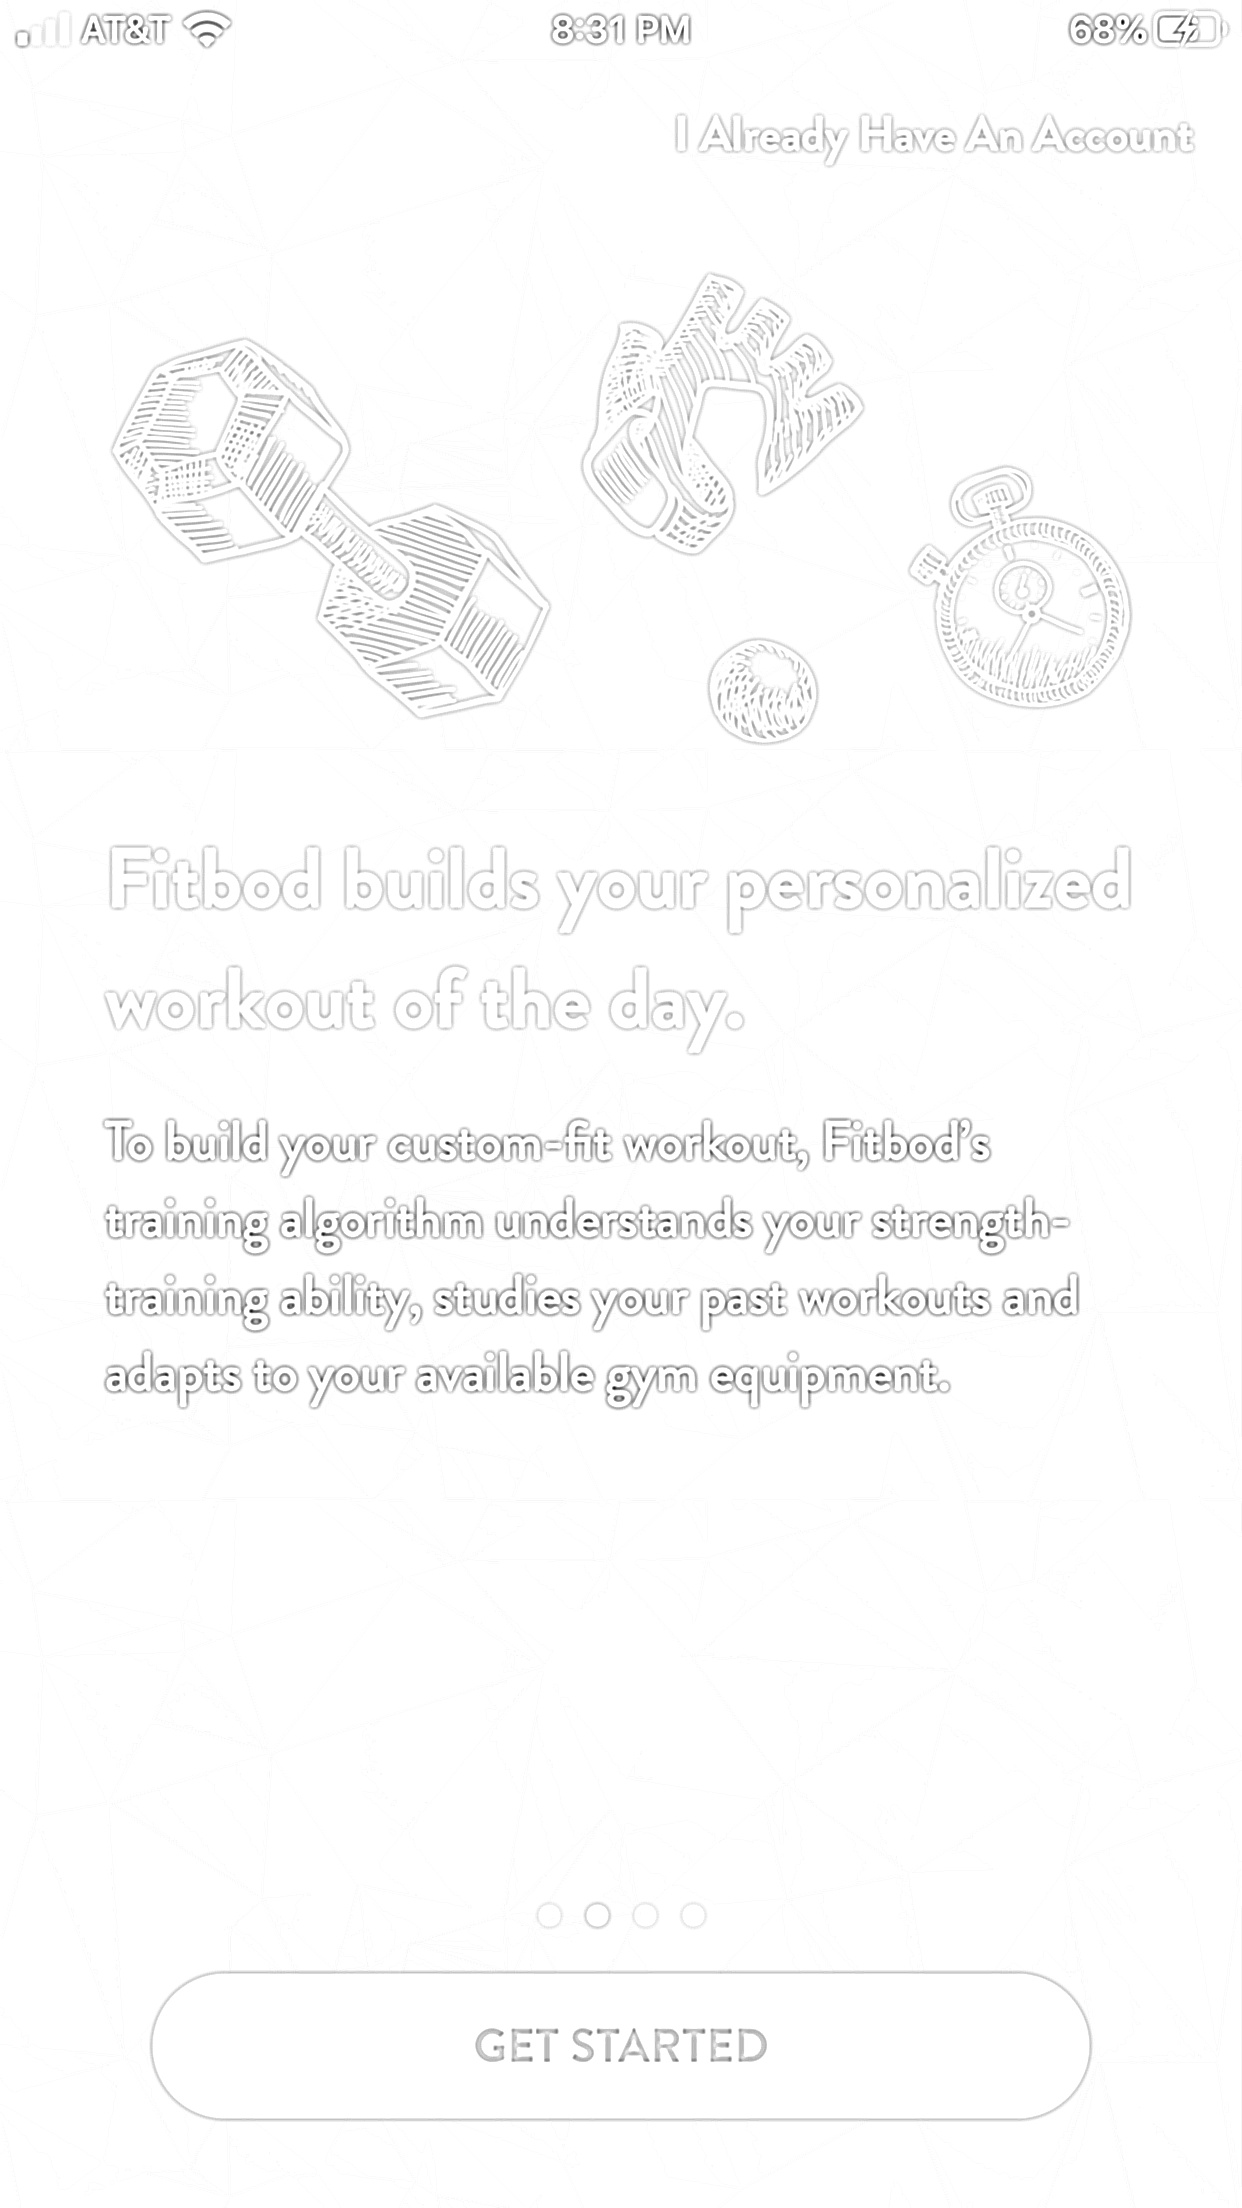 AT&T 8:31 PM 68%
I Already Have An Account
Fitbod builds your personalized
workout of the day.
To build your custom-fit workout, Fitbod’s
training algorithm understands your strength-
training ability, studies your past workouts and
adapts to your available gym equipment.
GET STARTED